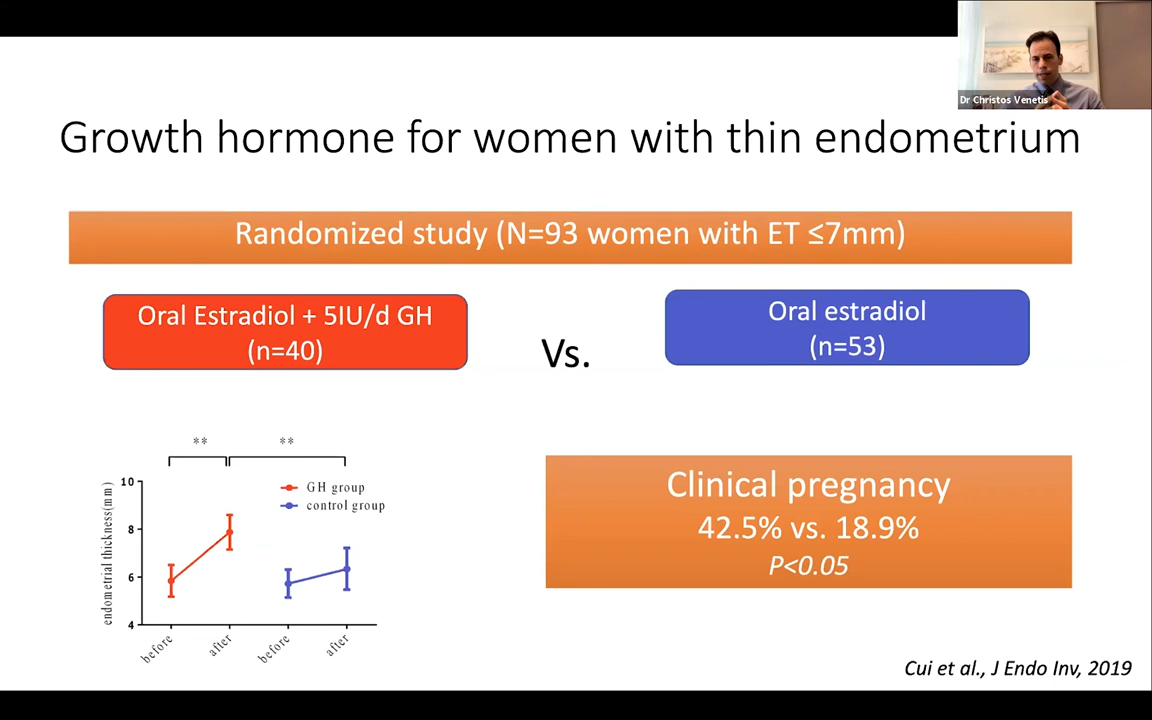 Dr Christos Venetis
Growth hormone for women with thin endometrium
Randomized study (N=93 women with ET ≤7mm)
Oral Estradiol + 5IU/d GH
(n=40)
Vs.
Oral estradiol
(n=53)
** **
endometrial thickness(mm)
10
8
6
4
GH group
control group
before
after
before
after
Clinical pregnancy
42.5% vs. 18.9%
P<0.05
Cui et al., J Endo Inv, 2019